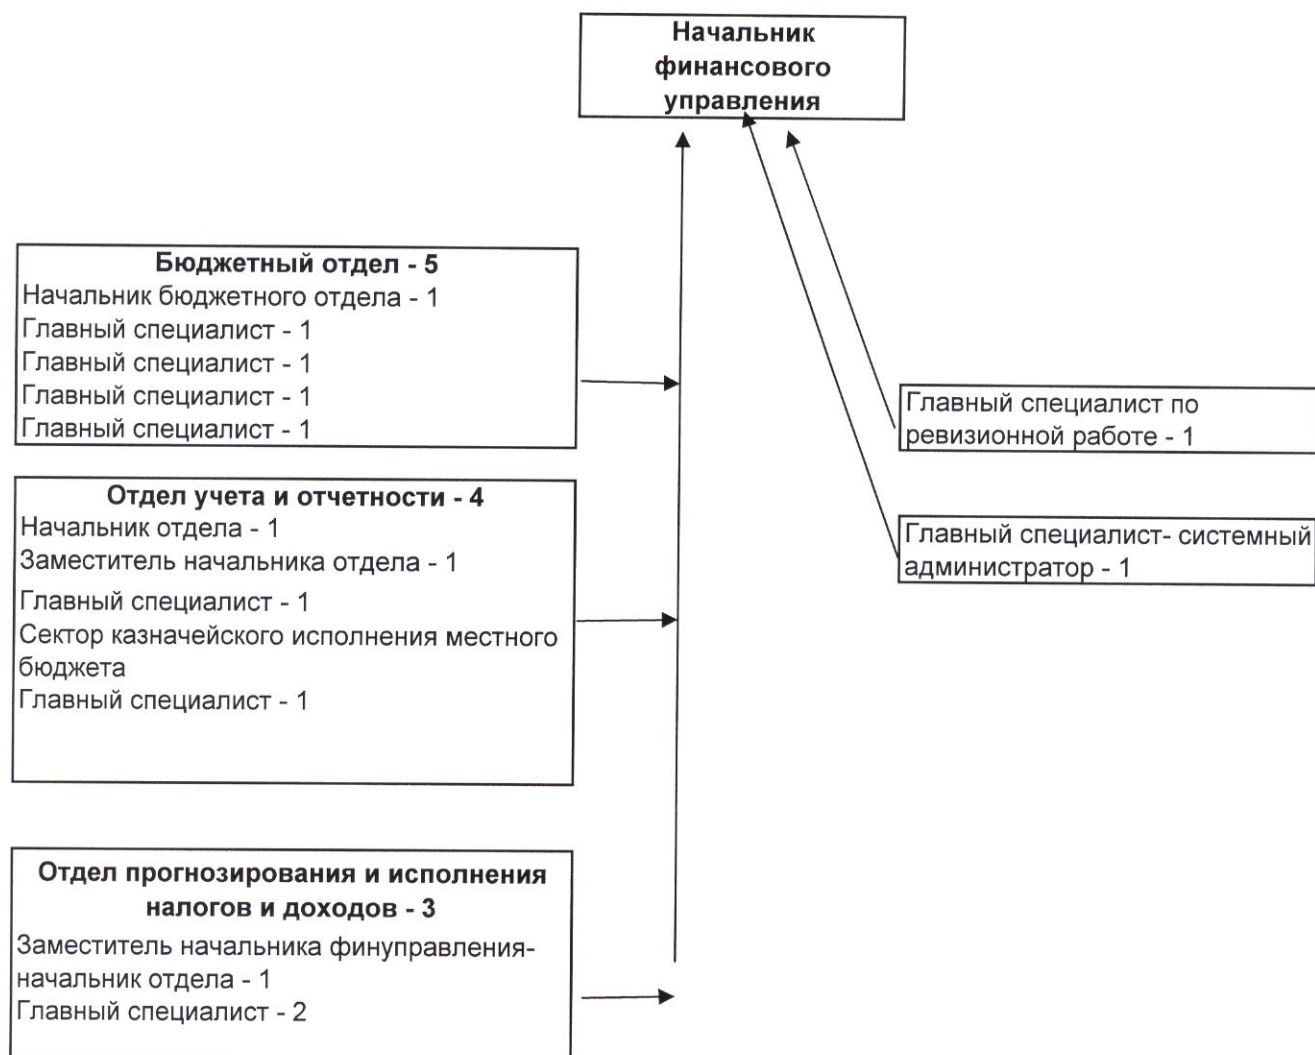 Начальник
финансового
управления
Бюджетный отдел - 5
Начальник бюджетного отдела - 1
Главный специалист - 1
Главный специалист - 1
Главный специалист - 1
Главный специалист - 1
Главный специалист по
ревизионной работе - 1
Отдел учета и отчетности - 4
Начальник отдела - 1
Заместитель начальника отдела - 1
Главный специалист - 1
Сектор казначейского исполнения местного
бюджета
Главный специалист - 1
Главный специалист- системный
администратор - 1
Отдел прогнозирования и исполнения
налогов и доходов - 3
Заместитель начальника финуправления-
начальник отдела - 1
Главный специалист - 2